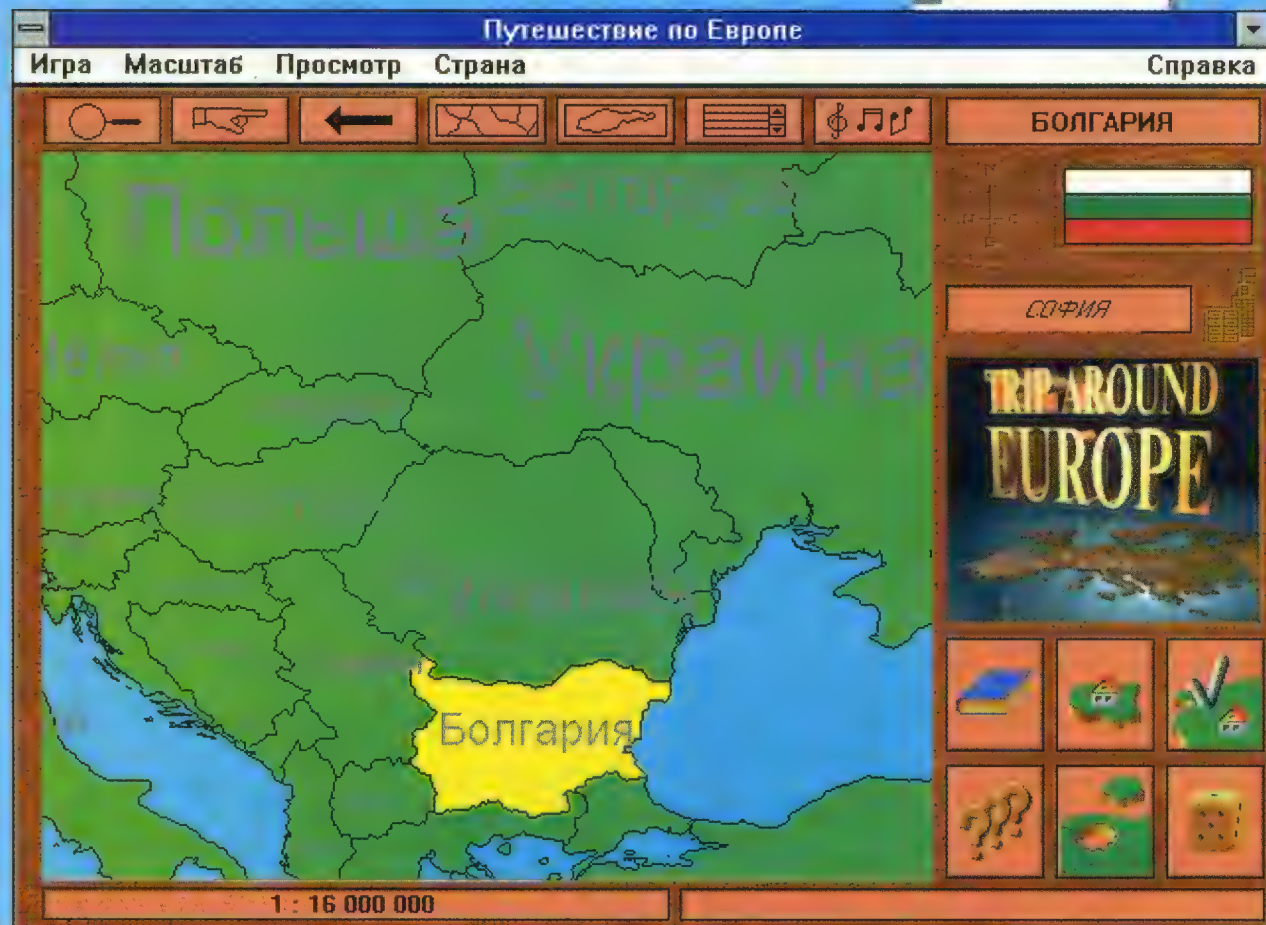 Путешествие по Европе
Игра Масштаб Просмотр Страна Справка
БОЛГАРИЯ
СОФИЯ
TRIP AROUND
EUROPE
Польша
Украина
Болгария
1 : 16 000 000